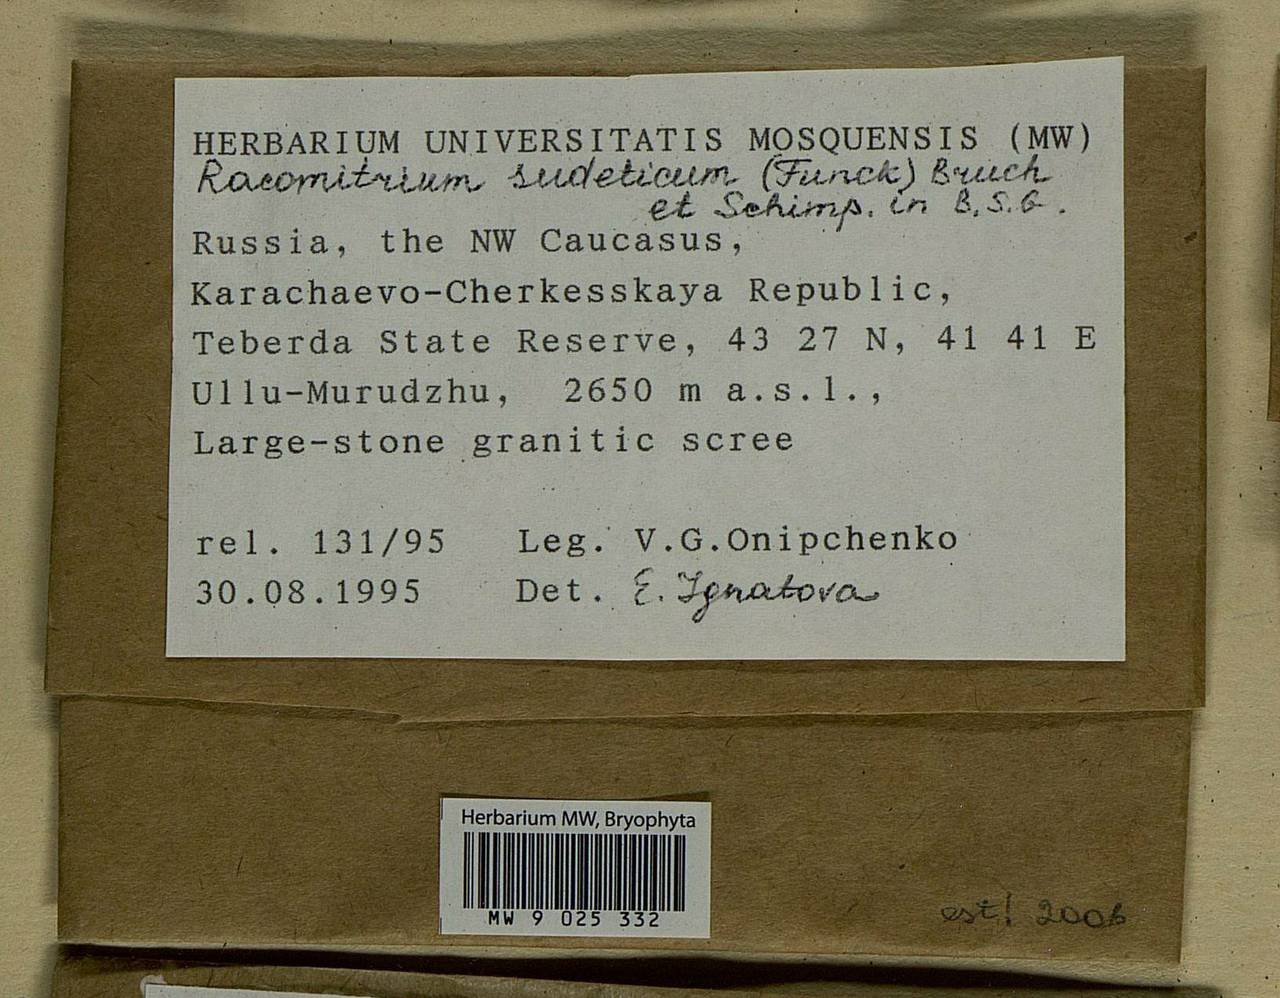 HERBARIUM UNIVERSITATIS MOSQUENSIS (MW)
Racomitrium sudeticum (Funck) Bruch
et Schimp. in B.S.G.
Russia, the NW Caucasus,
Karachaevo-Cherkesskaya Republic,
Teberda State Reserve, 43 27 N, 41 41 E
Ullu-Murudzhu, 2650 m a.s.l.,
Large-stone granitic scree
rel. 131/95 Leg. V.G.Onipchenko
30.08.1995 Det. E. Ignatova
Herbarium MW, Bryophyta
MW 9 025 332
est! 2006